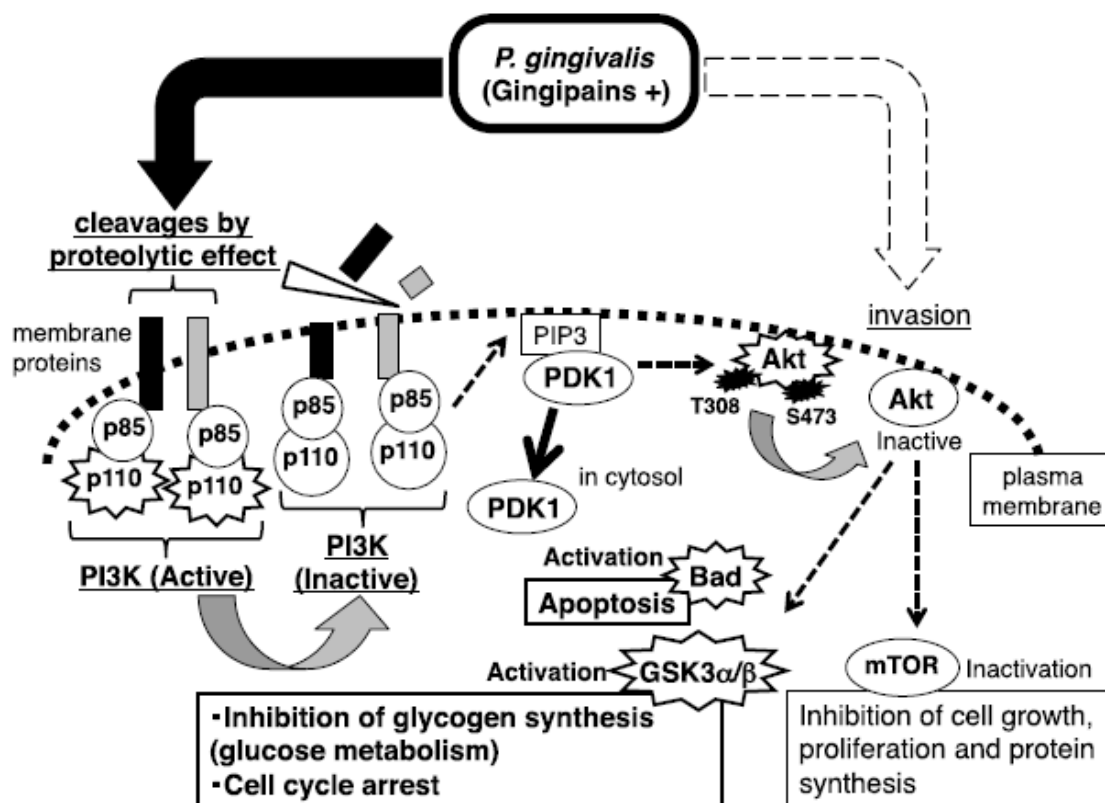 P. gingivalis
(Gingipains +)
cleavages by
proteolytic effect
invasion
membrane
proteins
PIP3
PDK1
Akt
T308
S473
Akt
Inactive
p85
p110
p85
p110
p85
p110
p85
p110
in cytosol
PDK1
plasma
membrane
PI3K (Active)
PI3K
(Inactive)
Activation
Bad
Apoptosis
Activation
GSK3α/β
mTOR
Inactivation
-Inhibition of glycogen synthesis
(glucose metabolism)
-Cell cycle arrest
Inhibition of cell growth,
proliferation and protein
synthesis